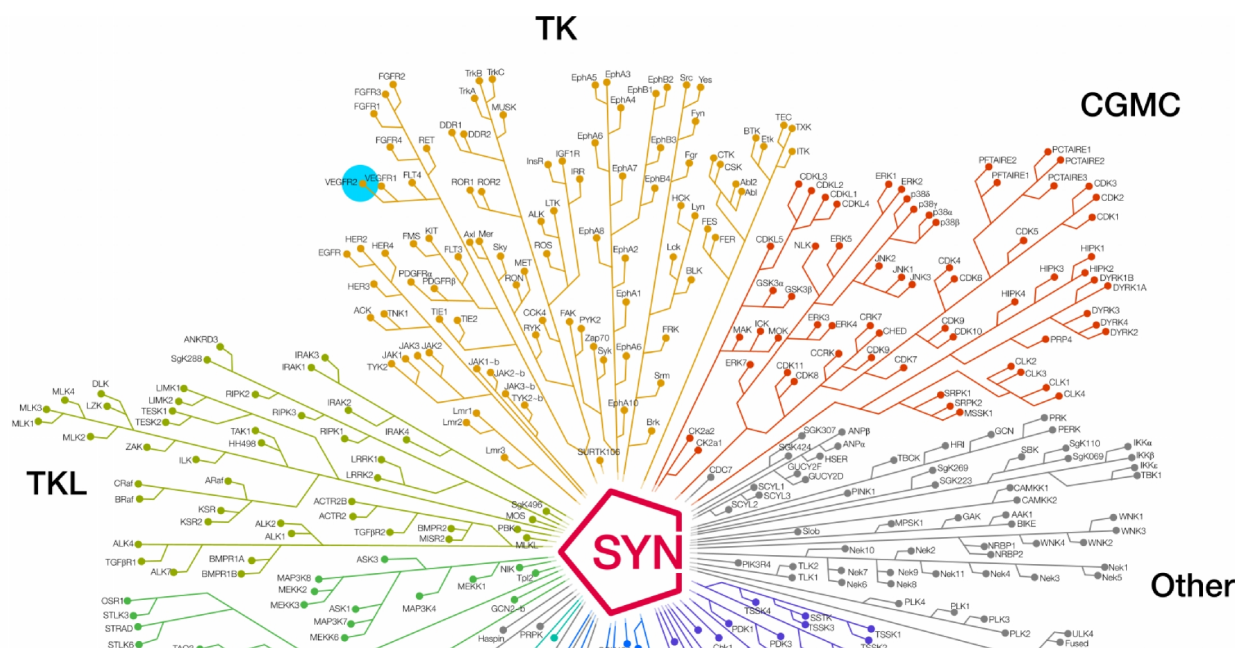 TK
CGMC
TKL
Other
SYN
FGFR2
FGFR3
FGFR1
FGFR4
RET
VEGFR2
VEGFR1
FLT4
TrkB
TrkC
TrkA
MUSK
DDR1
DDR2
ROR1
ROR2
InsR
IGF1R
IRR
LTK
ALK
ROS
HER2
EGFR
HER4
HER3
FMS
KIT
FLT3
PDGFRα
PDGFRβ
Axl
Mer
Sky
MET
RON
ACK
TNK1
TIE1
TIE2
CCK4
RYK
FAK
PYK2
Zap70
Syk
JAK1
JAK3
JAK2
TYK2
JAK1~b
JAK2~b
JAK3~b
TYK2~b
Lmr1
Lmr2
Lmr3
SURTK106
EphA5
EphA3
EphA4
EphA6
EphA7
EphA8
EphA2
EphA1
EphA6
EphA10
EphB2
EphB1
EphB3
EphB4
Src
Yes
Fyn
Fgr
HCK
Lyn
Lck
BLK
FRK
Srm
Brk
CTK
CSK
Abl2
Abl
FES
FER
TEC
TXK
BTK
Etk
ITK
CDKL3
CDKL2
CDKL1
CDKL4
CDKL5
ERK1
ERK2
p38δ
p38γ
p38α
p38β
NLK
ERK5
JNK2
JNK1
JNK3
GSK3α
GSK3β
MAK
ICK
MOK
ERK3
ERK4
ERK7
CRK7
CHED
CCRK
CDK9
CDK11
CDK8
CDK7
CDK9
CDK10
CDK4
CDK6
CDK5
PFTAIRE2
PFTAIRE1
PCTAIRE1
PCTAIRE2
PCTAIRE3
CDK3
CDK2
CDK1
HIPK1
HIPK2
HIPK3
HIPK4
DYRK1B
DYRK1A
DYRK3
DYRK4
DYRK2
PRP4
CLK2
CLK3
CLK1
CLK4
SRPK1
SRPK2
MSSK1
CK2a2
CK2a1
CDC7
SGK307
SGK424
ANPβ
ANPα
HSER
GUCY2F
GUCY2D
SCYL1
SCYL3
SCYL2
TBCK
HRI
GCN
PRK
PERK
PINK1
SgK269
SGK223
SBK
SgK110
SgK069
IKKα
IKKβ
IKKε
TBK1
CAMKK1
CAMKK2
Slob
MPSK1
GAK
AAK1
BIKE
WNK1
WNK3
WNK4
WNK2
NRBP1
NRBP2
PIK3R4
TLK2
TLK1
Nek10
Nek2
Nek7
Nek6
Nek9
Nek8
Nek11
Nek4
Nek3
Nek1
Nek5
PLK4
PLK1
PLK3
PLK2
ULK4
Fused
TSSK4
SSTK
TSSK3
TSSK1
PDK1
PDK3
ANKRD3
SgK288
IRAK3
IRAK1
DLK
MLK4
LZK
MLK3
MLK1
MLK2
LIMK1
LIMK2
TESK1
TESK2
RIPK2
RIPK3
RIPK1
IRAK2
IRAK4
TAK1
HH498
ZAK
ILK
LRRK1
LRRK2
CRaf
BRaf
ARaf
KSR
KSR2
ACTR2B
ACTR2
TGFβR2
BMPR2
MISR2
ALK2
ALK1
ALK4
TGFβR1
ALK7
BMPR1A
BMPR1B
SgK496
MOS
PBK
MLKL
ASK3
NIK
Tpl2
MEKK1
GCN2~b
MAP3K8
MEKK2
MEKK3
ASK1
MAP3K4
MAP3K7
MEKK6
Haspin
PRPK
OSR1
STLK3
STRAD
STLK6